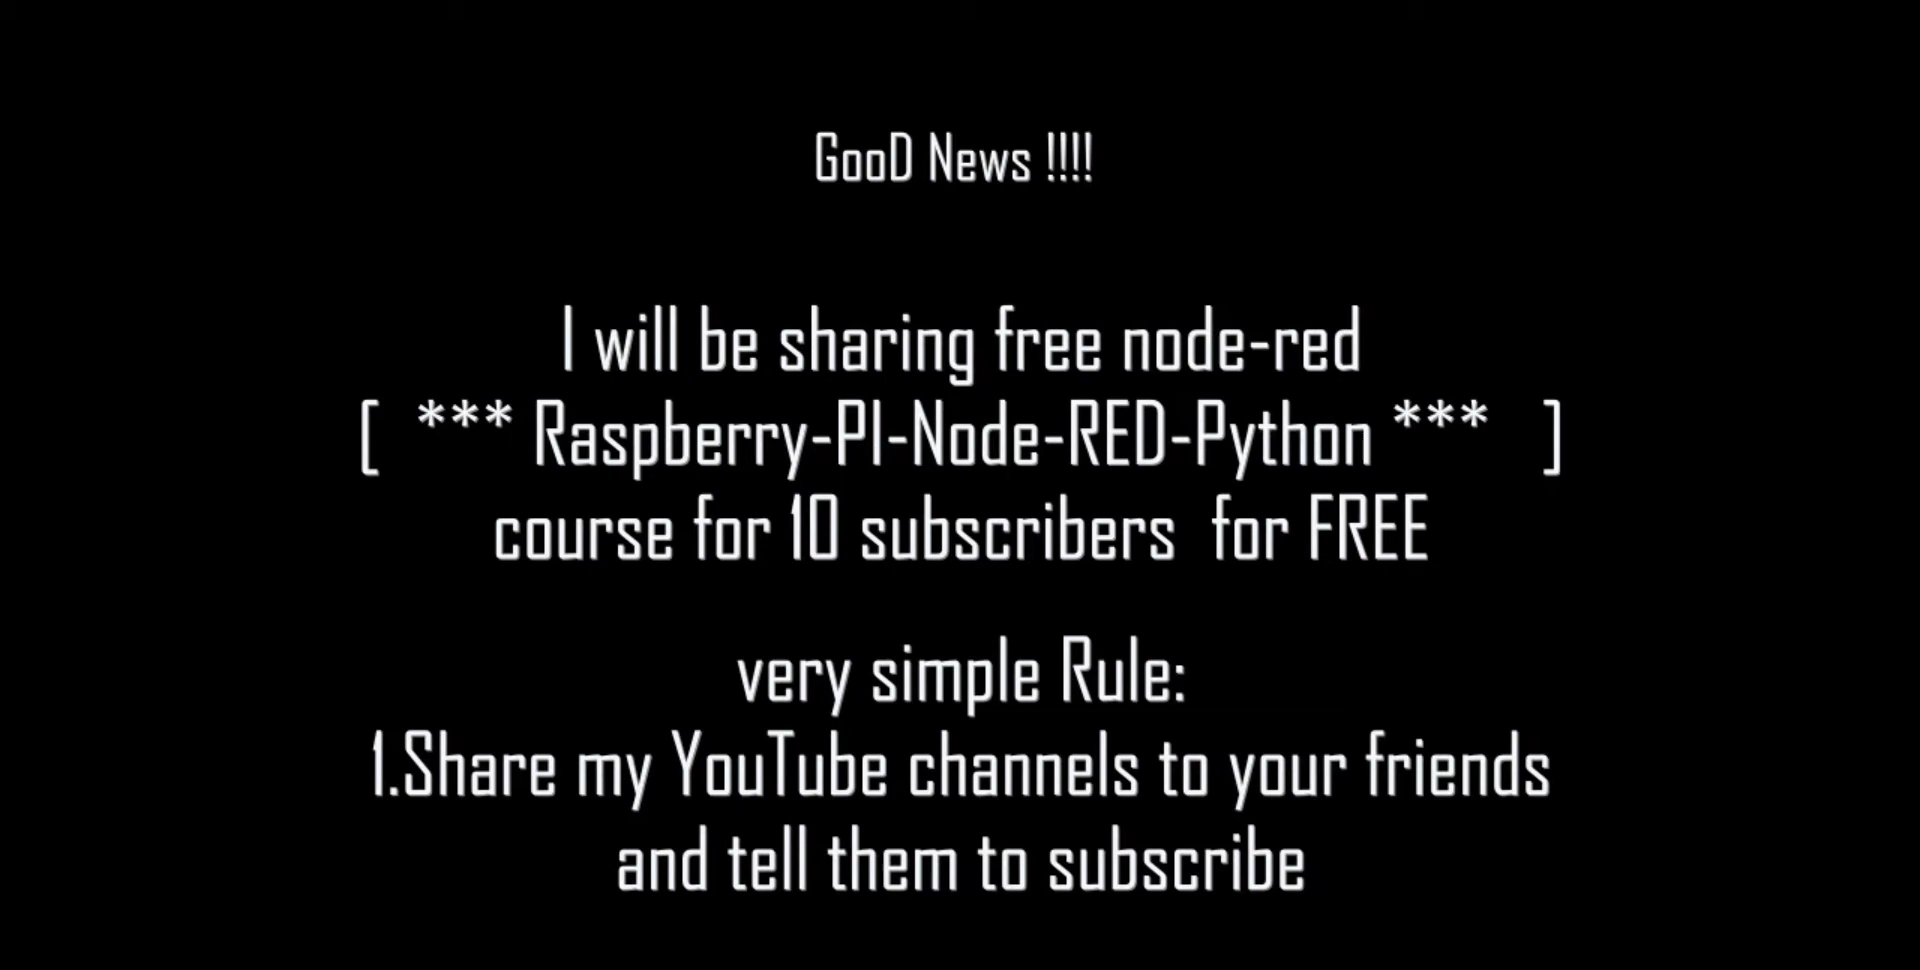 GooD News !!!!
I will be sharing free node-red
[ *** Raspberry-PI-Node-RED-Python *** ]
course for 10 subscribers for FREE
very simple Rule:
1.Share my YouTube channels to your friends
and tell them to subscribe